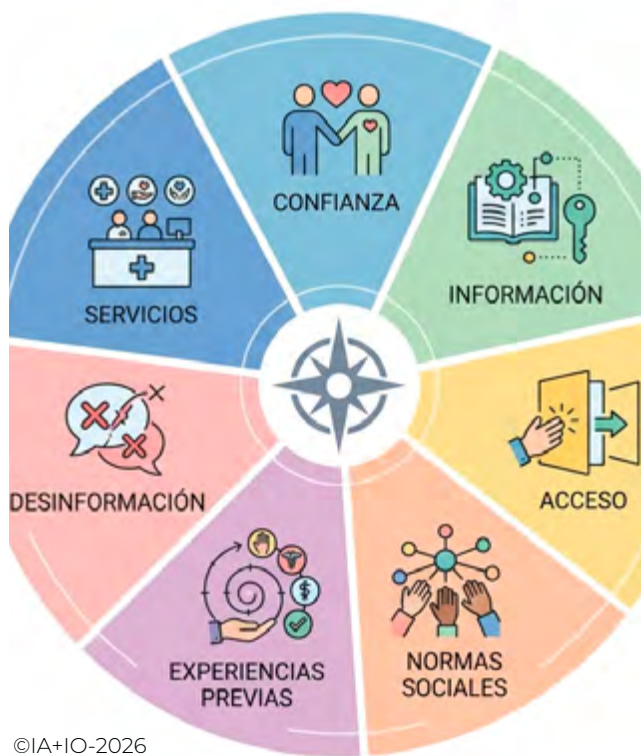 CONFIANZA
INFORMACIÓN
ACCESO
NORMAS
SOCIALES
EXPERIENCIAS
PREVIAS
DESINFORMACIÓN
SERVICIOS
©IA+IO-2026